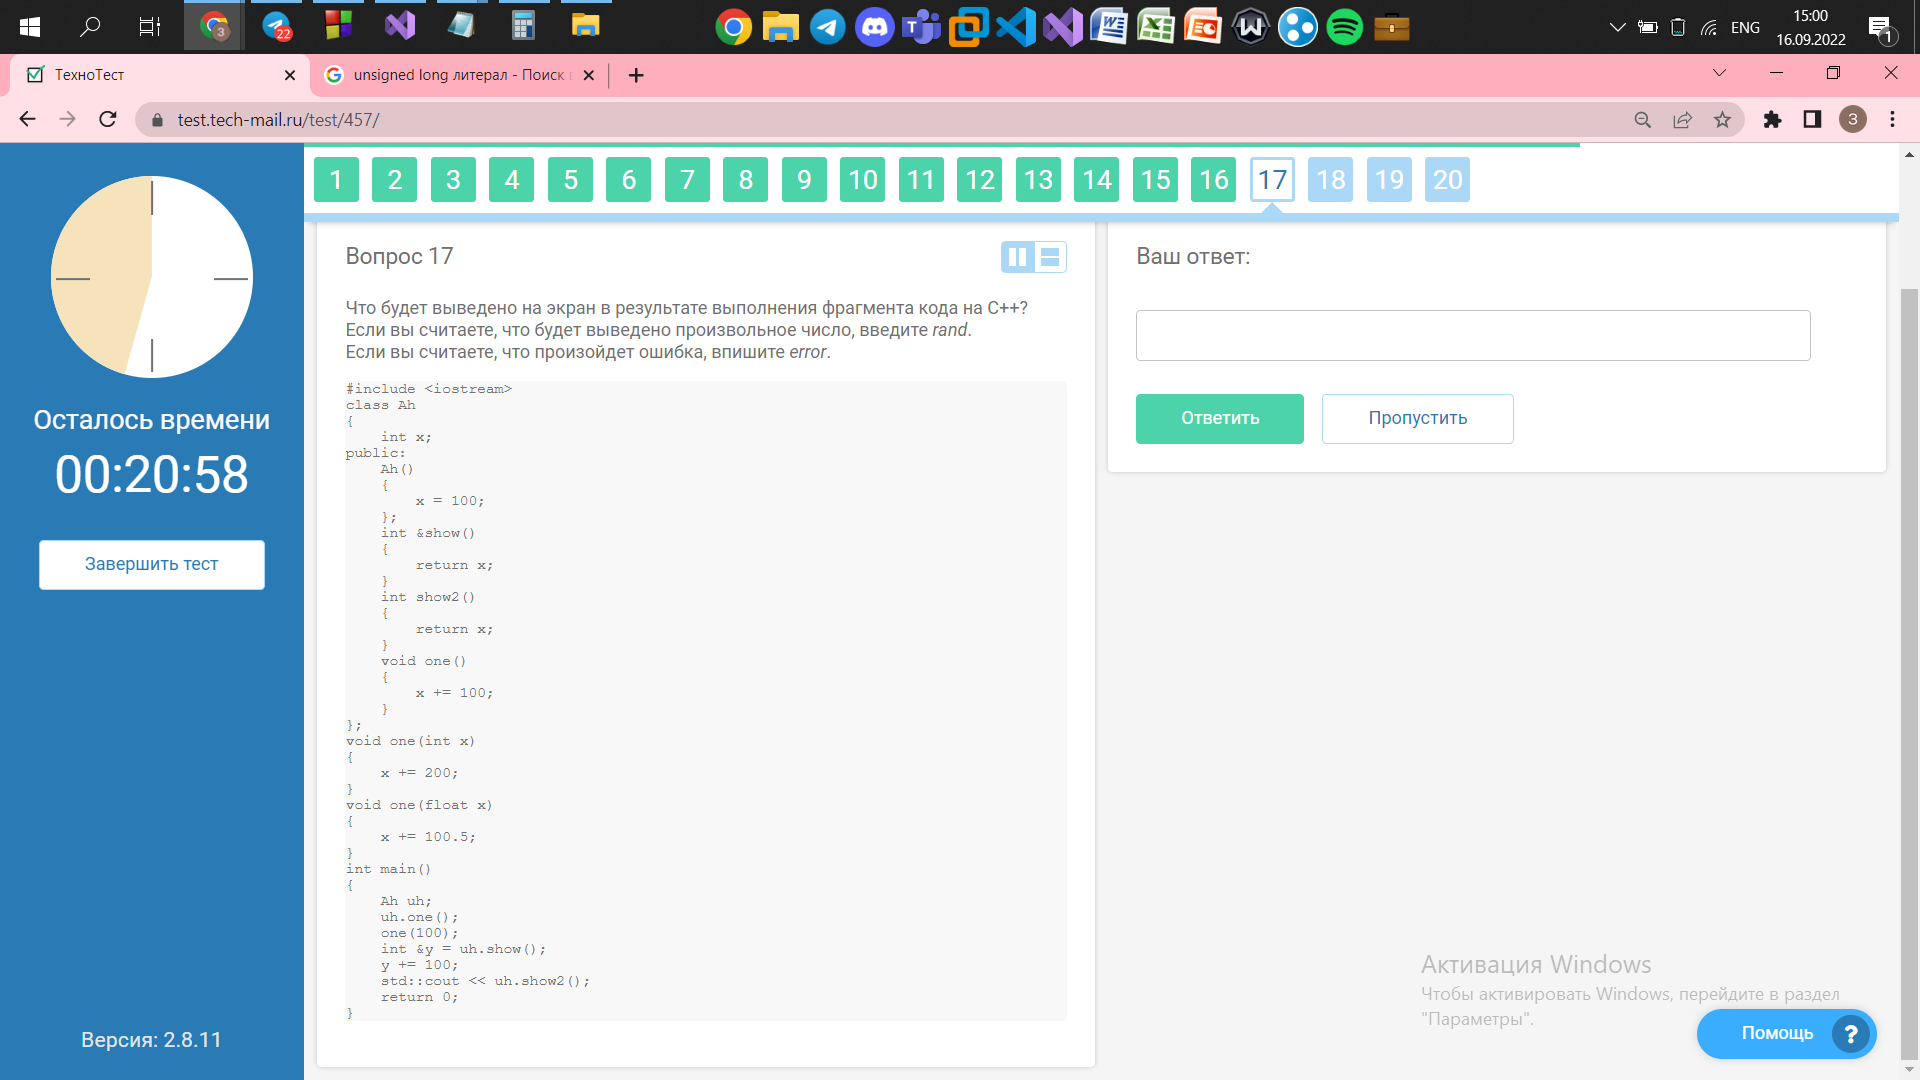 22
3
ENG
15:00
16.09.2022
1
ТехноТест
unsigned long литерал - Поиск
test.tech-mail.ru/test/457/
3
1 2 3 4 5 6 7 8 9 10 11 12 13 14 15 16 17 18 19 20
Осталось времени
00:20:58
Завершить тест
Версия: 2.8.11
Вопрос 17
Что будет выведено на экран в результате выполнения фрагмента кода на C++?
Если вы считаете, что будет выведено произвольное число, введите rand.
Если вы считаете, что произойдет ошибка, впишите error.
#include <iostream>
class Ah
{
    int x;
public:
    Ah()
    {
        x = 100;
    };
    int &show()
    {
        return x;
    }
    int show2()
    {
        return x;
    }
    void one()
    {
        x += 100;
    }
};
void one(int x)
{
    x += 200;
}
void one(float x)
{
    x += 100.5;
}
int main()
{
    Ah uh;
    uh.one();
    one(100);
    int &y = uh.show();
    y += 100;
    std::cout << uh.show2();
    return 0;
}
Ваш ответ:
Ответить
Пропустить
Активация Windows
Чтобы активировать Windows, перейдите в раздел
"Параметры".
Помощь ?